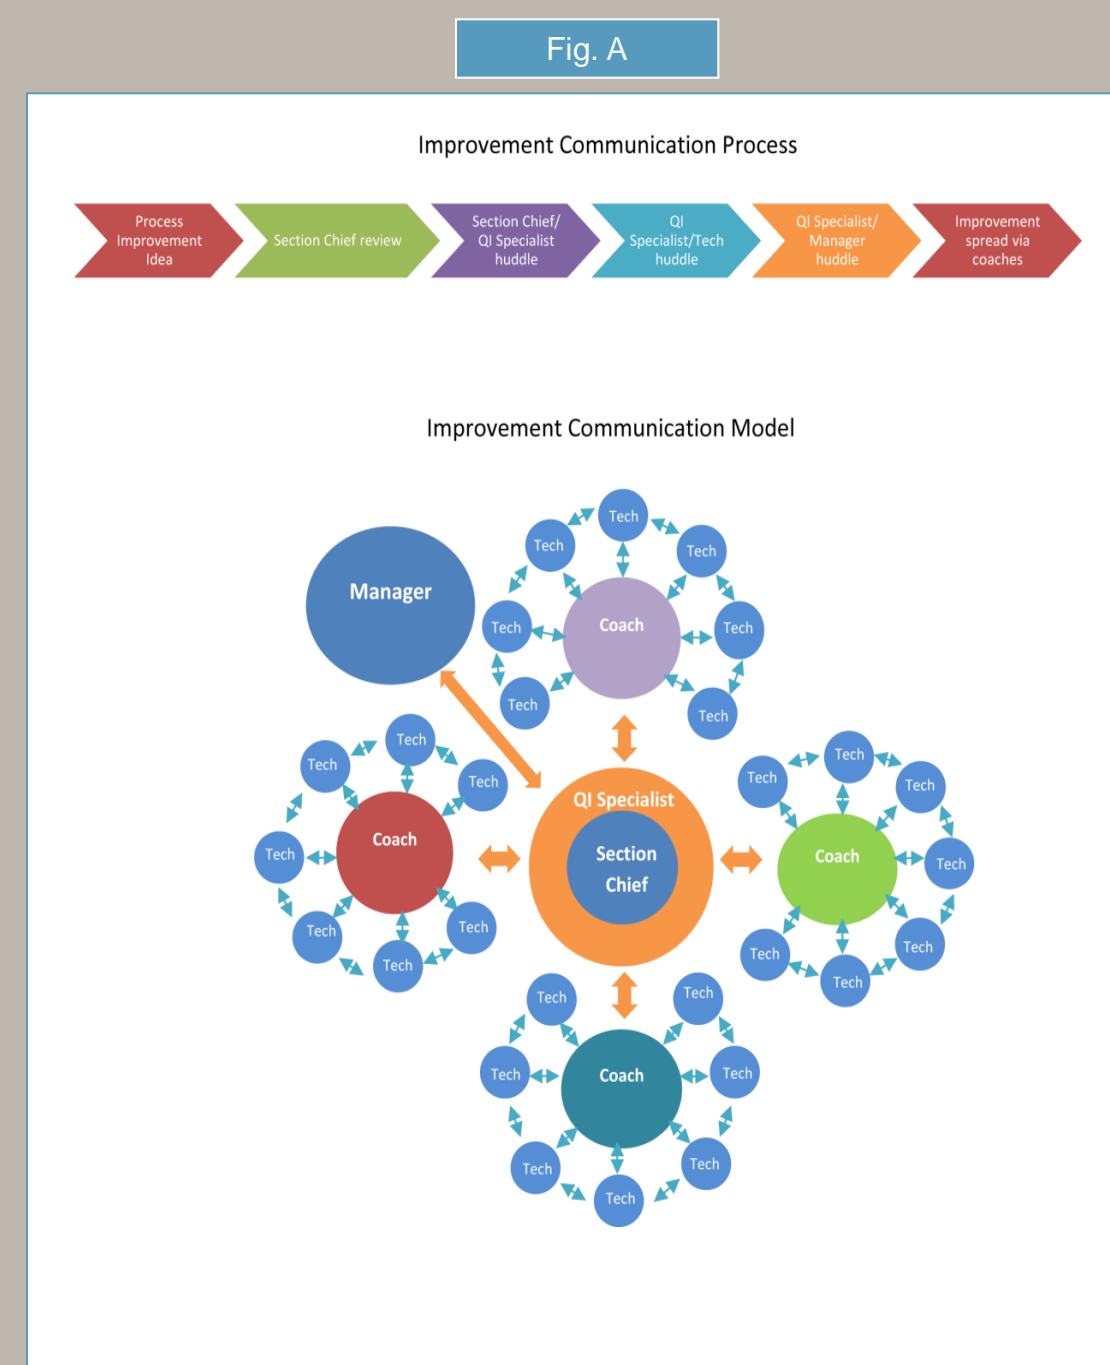 Fig. A
Improvement Communication Process
Process
Improvement
Idea
Section Chief review
Section Chief/
QI Specialist
huddle
QI
Specialist/Tech
huddle
QI Specialist/
Manager
huddle
Improvement
spread via
coaches
Improvement Communication Model
Manager
Tech
Tech
Tech
Tech
Tech
Tech
Tech
Coach
Tech
Tech
Tech
Tech
Tech
Tech
Tech
Coach
QI Specialist
Section
Chief
Tech
Tech
Tech
Tech
Tech
Tech
Tech
Coach
Tech
Tech
Tech
Tech
Tech
Tech
Tech
Coach